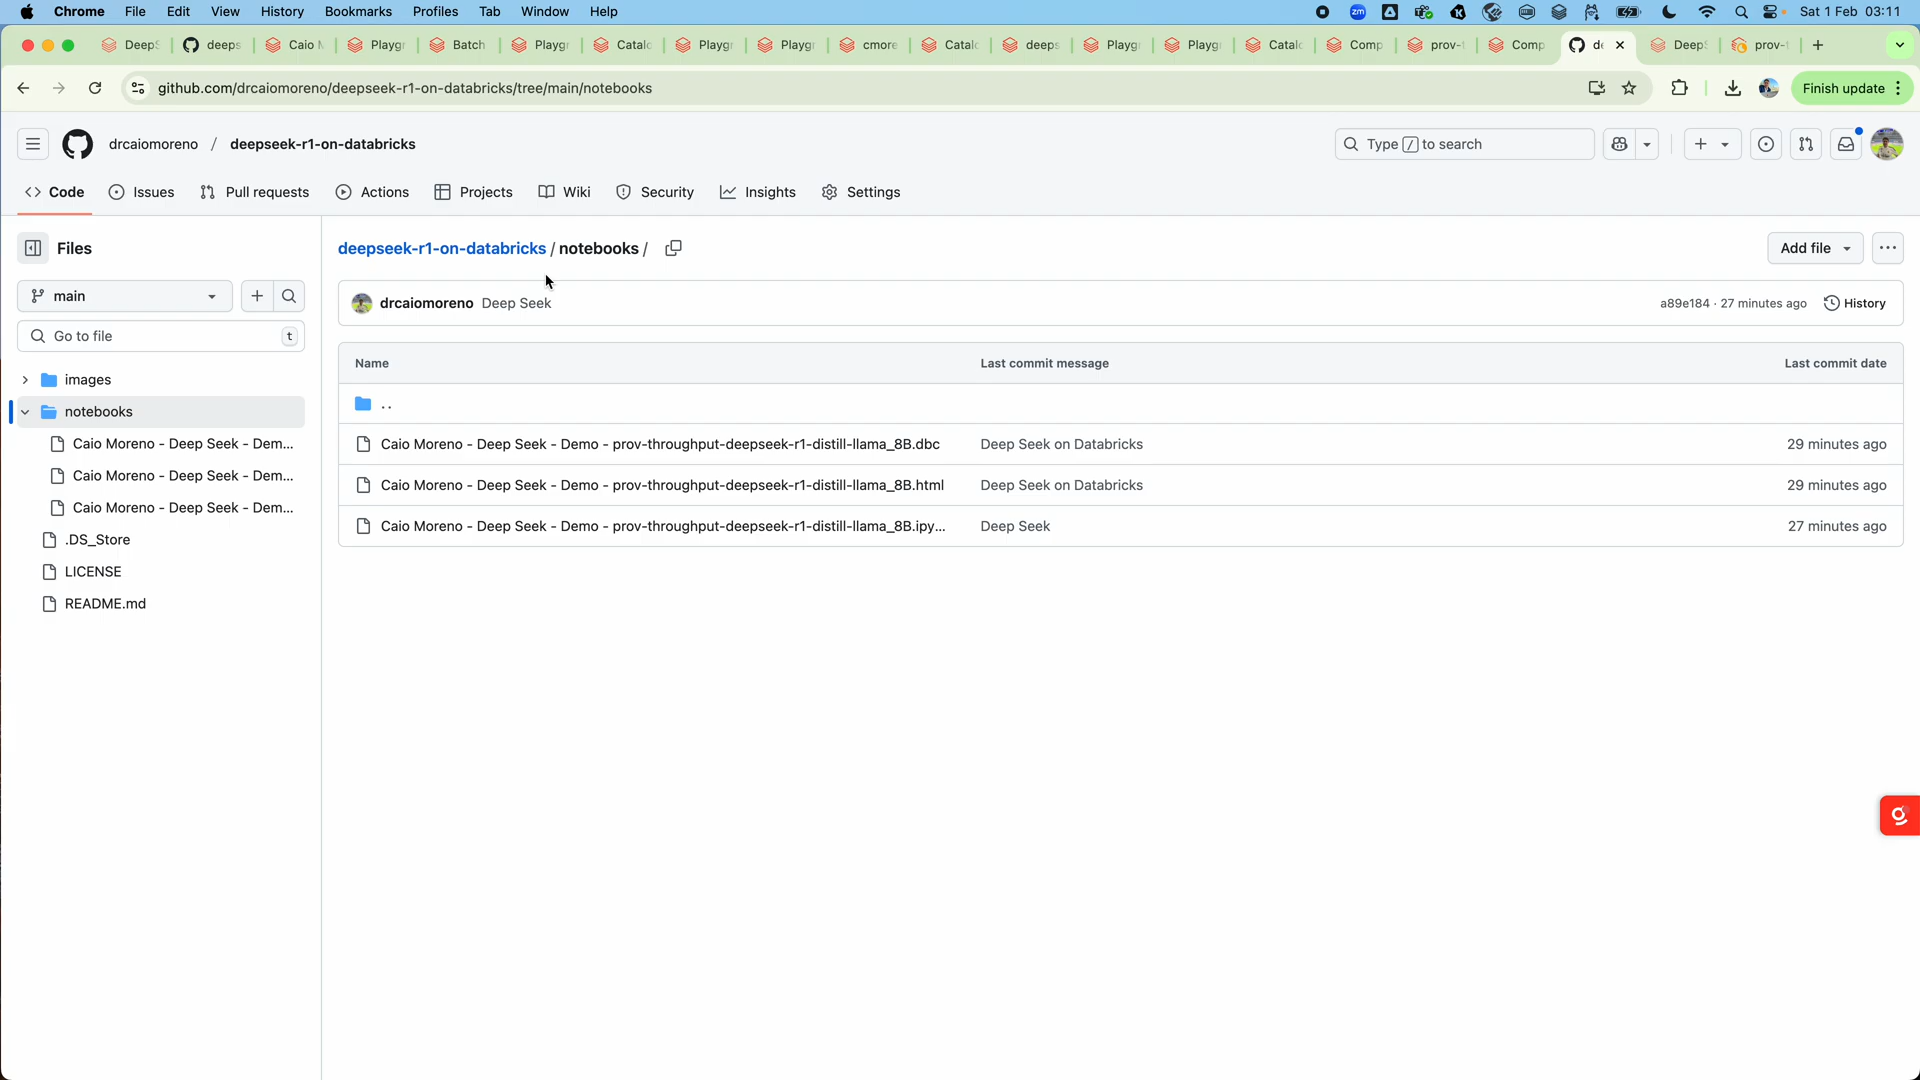 Chrome File Edit View History Bookmarks Profiles Tab Window Help
zm
Sat 1 Feb 03:11
DeepS deeps Caio M Playgr Batch Playgr Catalo Playgr Playgr cmore Catalo deeps Playgr Playgr Catalo Comp prov-t Comp de DeepS prov-t
github.com/drcaiomoreno/deepseek-r1-on-databricks/tree/main/notebooks
Finish update
drcaiomoreno / deepseek-r1-on-databricks
Type / to search
Code Issues Pull requests Actions Projects Wiki Security Insights Settings
Files
deepseek-r1-on-databricks / notebooks /
Add file
main
drcaiomoreno Deep Seek
a89e184 · 27 minutes ago History
Go to file t
Name Last commit message Last commit date
images
..
notebooks
Caio Moreno - Deep Seek - Dem...
Caio Moreno - Deep Seek - Demo - prov-throughput-deepseek-r1-distill-llama_8B.dbc Deep Seek on Databricks 29 minutes ago
Caio Moreno - Deep Seek - Dem...
Caio Moreno - Deep Seek - Demo - prov-throughput-deepseek-r1-distill-llama_8B.html Deep Seek on Databricks 29 minutes ago
Caio Moreno - Deep Seek - Dem...
Caio Moreno - Deep Seek - Demo - prov-throughput-deepseek-r1-distill-llama_8B.ipy... Deep Seek 27 minutes ago
.DS_Store
LICENSE
README.md